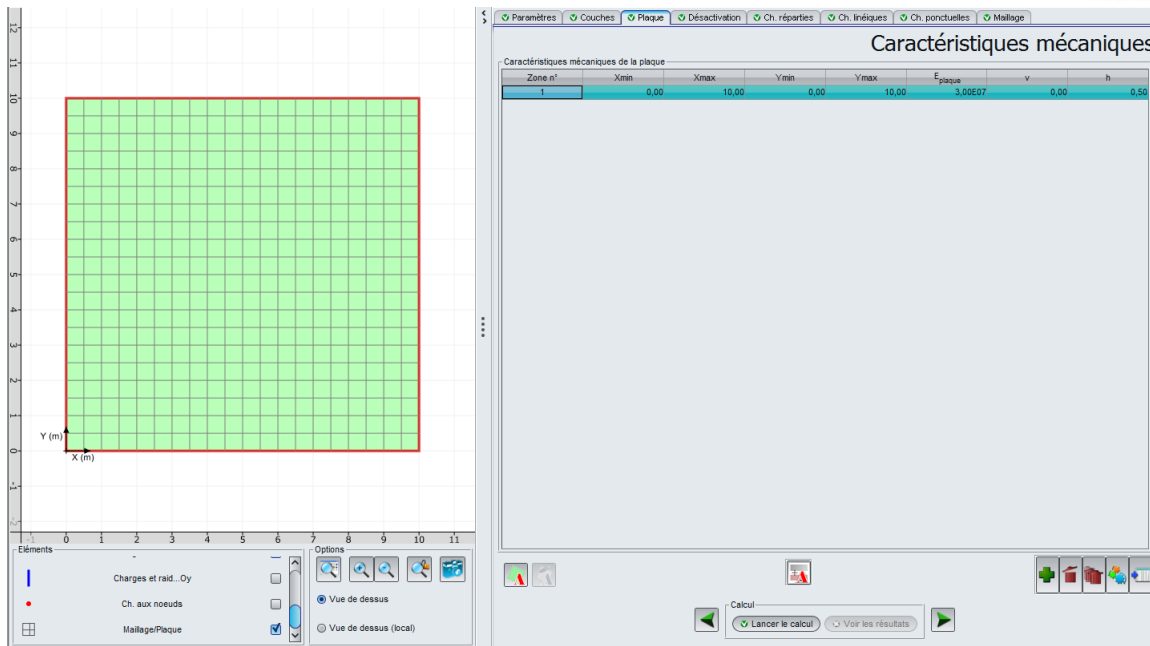 Paramètres Couches Plaque Désactivation Ch. réparties Ch. linéiques Ch. ponctuelles Maillage
Caractéristiques mécaniques
Caractéristiques mécaniques de la plaque
Zone n° Xmin Xmax Ymin Ymax E plaque v h
1 0,00 10,00 0,00 10,00 3,00E07 0,00 0,50
12
11
10
9
8
7
6
5
4
3
2
1
0
-1
-2
Y (m)
X (m)
-1 0 1 2 3 4 5 6 7 8 9 10 11
Eléments
Charges et raid...Oy
Ch. aux noeuds
Maillage/Plaque
Options
Vue de dessus
Vue de dessus (local)
Calcul
Lancer le calcul Voir les résultats